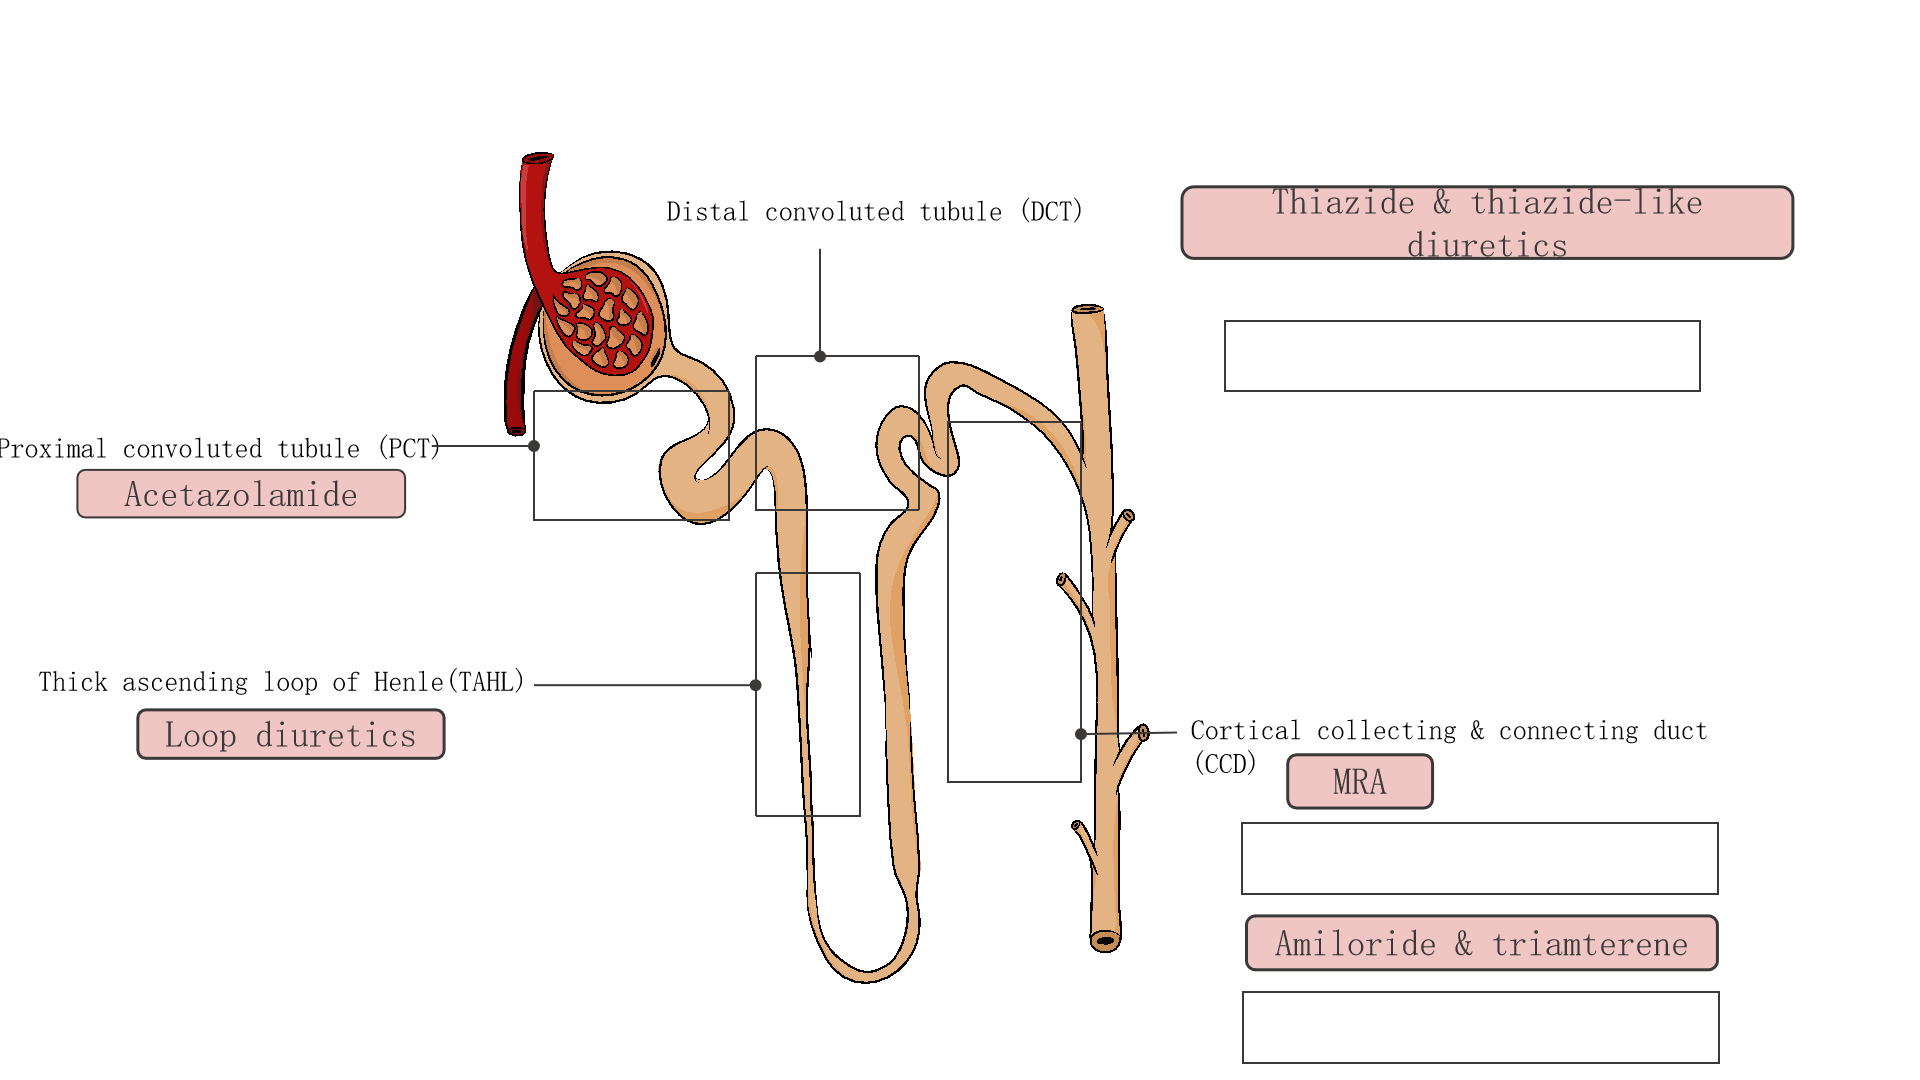 Distal convoluted tubule (DCT)
Thiazide & thiazide-like
diuretics
Proximal convoluted tubule (PCT)
Acetazolamide
Thick ascending loop of Henle(TAHL)
Loop diuretics
Cortical collecting & connecting duct
(CCD)
MRA
Amiloride & triamterene